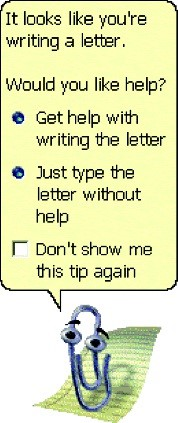 It looks like you're
writing a letter.
Would you like help?
Get help with
writing the letter
Just type the
letter without
help
Don't show me
this tip again